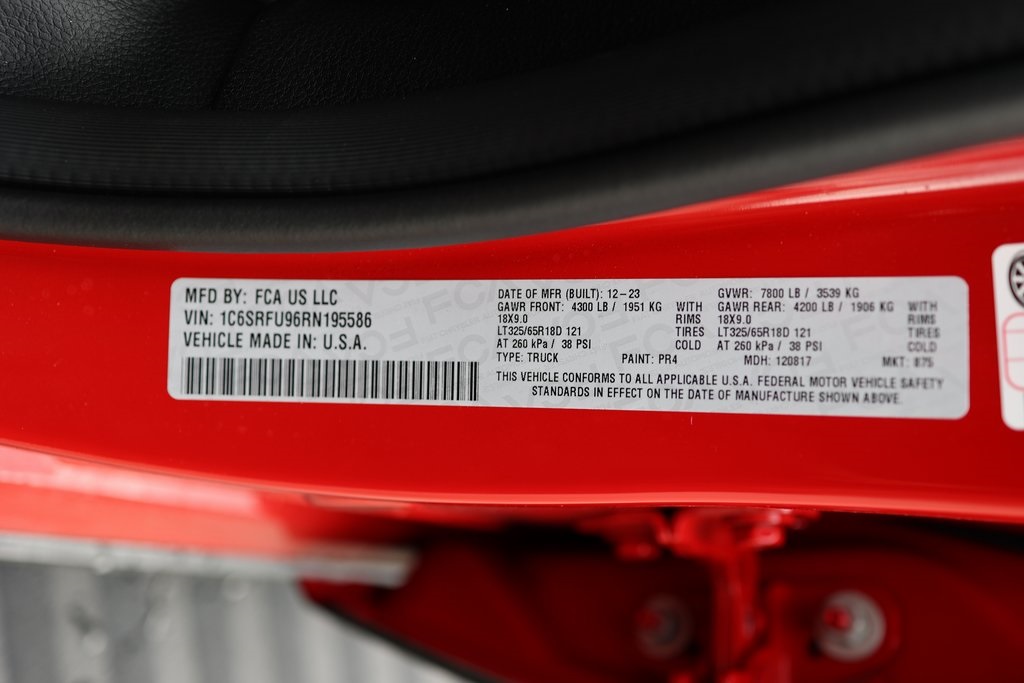 MFD BY: FCA US LLC
VIN: 1C6SRFU96RN195586
VEHICLE MADE IN: U.S.A.
DATE OF MFR (BUILT): 12-23 GVWR: 7800 LB / 3539 KG
GAWR FRONT: 4300 LB / 1951 KG WITH GAWR REAR: 4200 LB / 1906 KG WITH
18X9.0 RIMS 18X9.0 RIMS
LT325/65R18D 121 TIRES LT325/65R18D 121 TIRES
AT 260 kPa / 38 PSI COLD AT 260 kPa / 38 PSI COLD
TYPE: TRUCK PAINT: PR4 MDH: 120817 MKT: 875
THIS VEHICLE CONFORMS TO ALL APPLICABLE U.S.A. FEDERAL MOTOR VEHICLE SAFETY
STANDARDS IN EFFECT ON THE DATE OF MANUFACTURE SHOWN ABOVE.